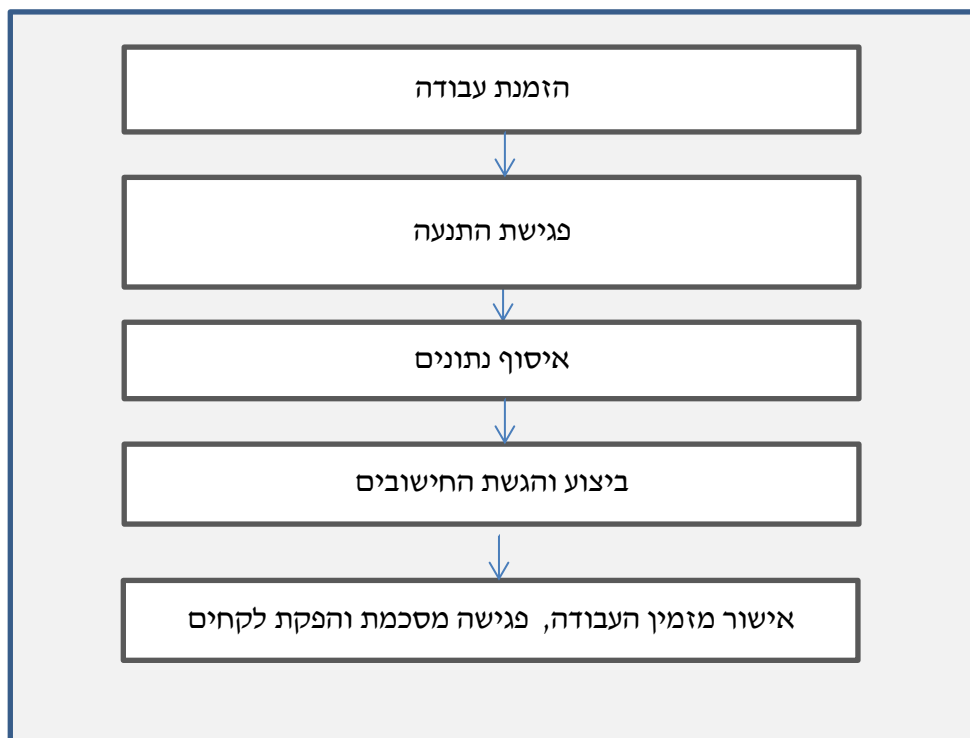 הזמנת עבודה
פגישת התנעה
איסוף נתונים
ביצוע והגשת החישובים
אישור מזמין העבודה, פגישה מסכמת והפקת לקחים